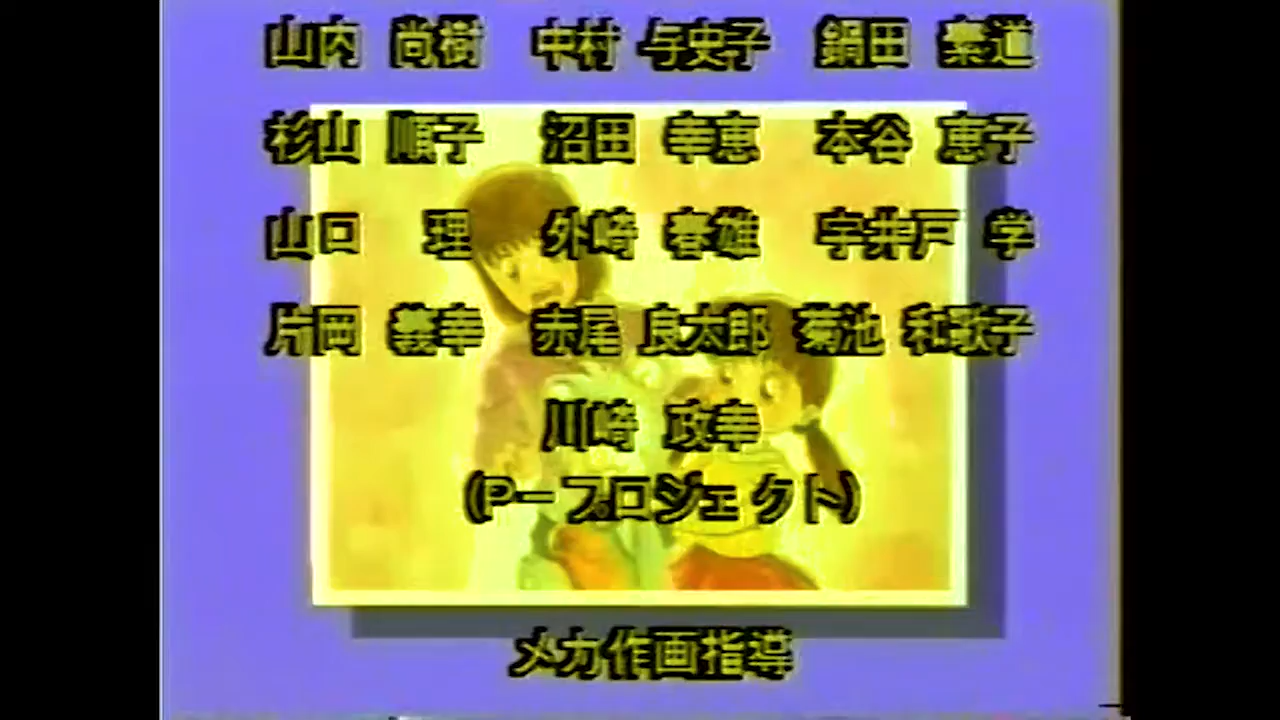 山内 尚樹 中村 与史子 鍋田 素道
杉山 順子 沼田 幸恵 本谷 恵子
山口 理 外崎 春雄 宇井戸 学
片岡 義幸 赤尾 良太郎 菊池 和歌子
川崎 政幸
(P-プロジェクト)
メカ作画指導